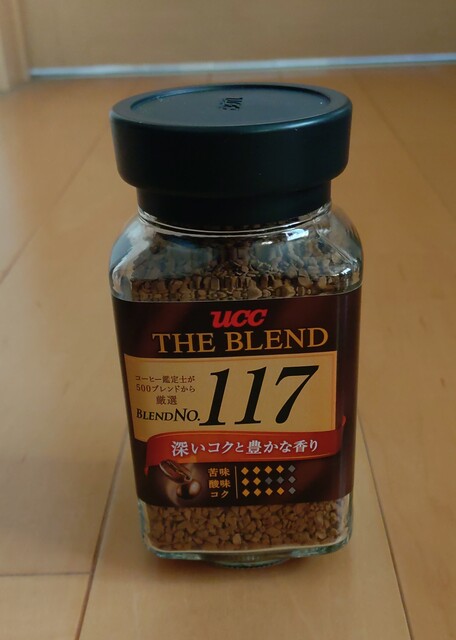 ucc
THE BLEND
コーヒー鑑定士が
500ブレンドから
厳選
BLEND NO. 117
深いコクと豊かな香り
苦味
酸味
コク